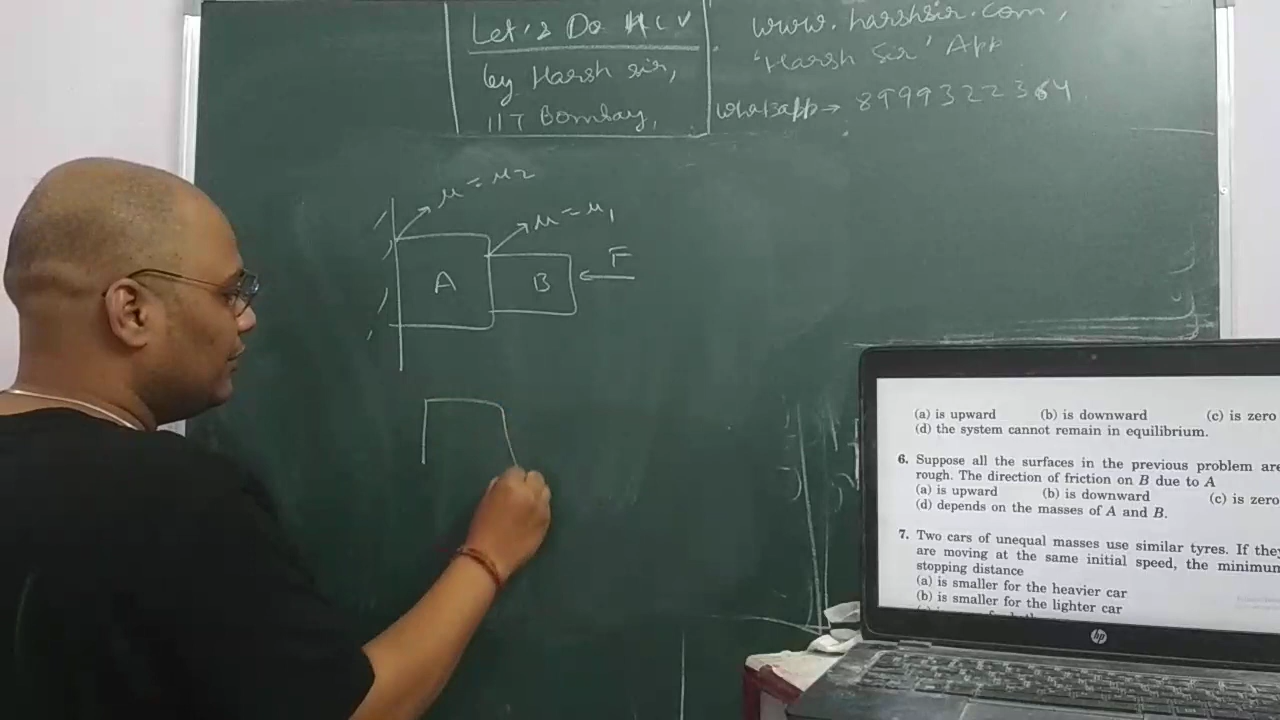 Let's Do HCV
by Harsh sir,
IIT Bombay,
www.harshsir.com,
'Harsh Sir' App
whatsapp → 8999322364
μ = μ2
μ = μ1
F
A
B
(a) is upward (b) is downward (c) is zero
(d) the system cannot remain in equilibrium.
6. Suppose all the surfaces in the previous problem are
rough. The direction of friction on B due to A
(a) is upward (b) is downward (c) is zero
(d) depends on the masses of A and B.
7. Two cars of unequal masses use similar tyres. If they
are moving at the same initial speed, the minimum
stopping distance
(a) is smaller for the heavier car
(b) is smaller for the lighter car
hp